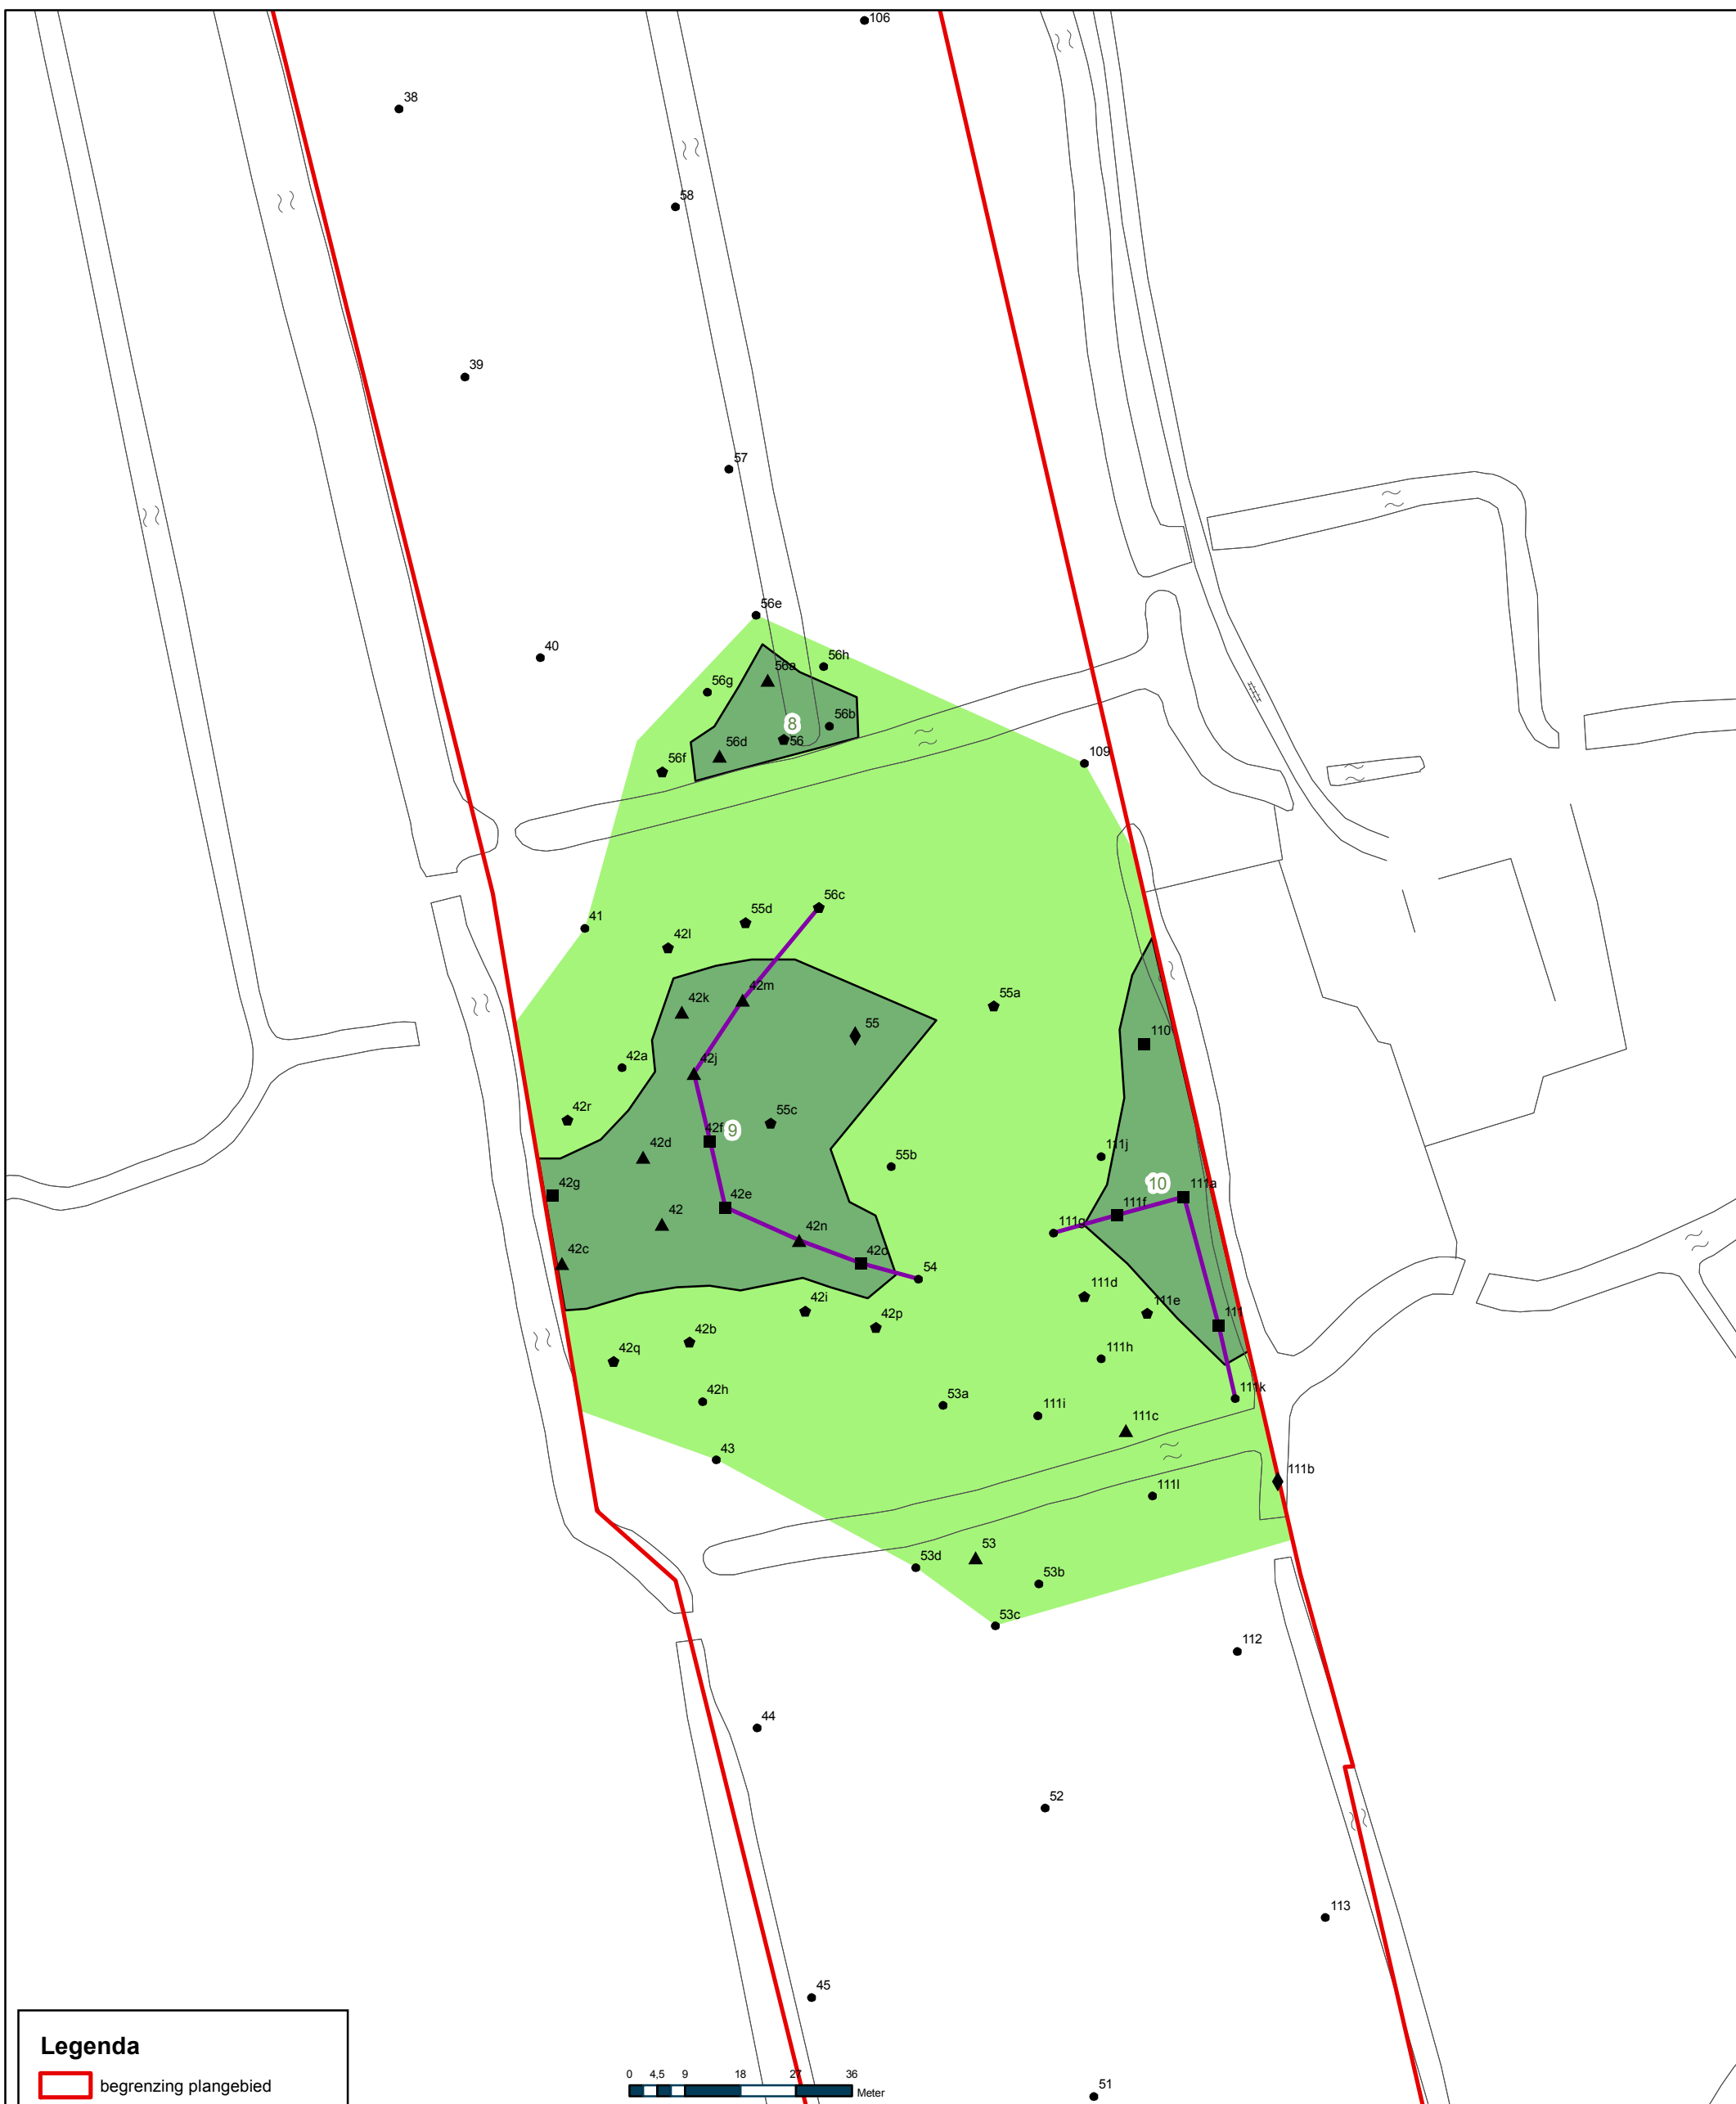 106
38
58
39
57
56e
40
56h
56a
56g
8
56b
56
56d
56f
109
56c
55d
41
42l
42m
42k
55a
55
110
42j
42a
42r
55c
42f
9
42d
111j
55b
42g
10
111a
42e
111f
42
111g
42n
42c
42o
54
111d
42i
111e
111
42p
42b
42q
111h
111k
42h
53a
111i
111c
43
111b
111l
53
53d
53b
53c
112
44
52
113
45
Legenda
begrenzing plangebied
0 4,5 9 18 27 36
Meter
51